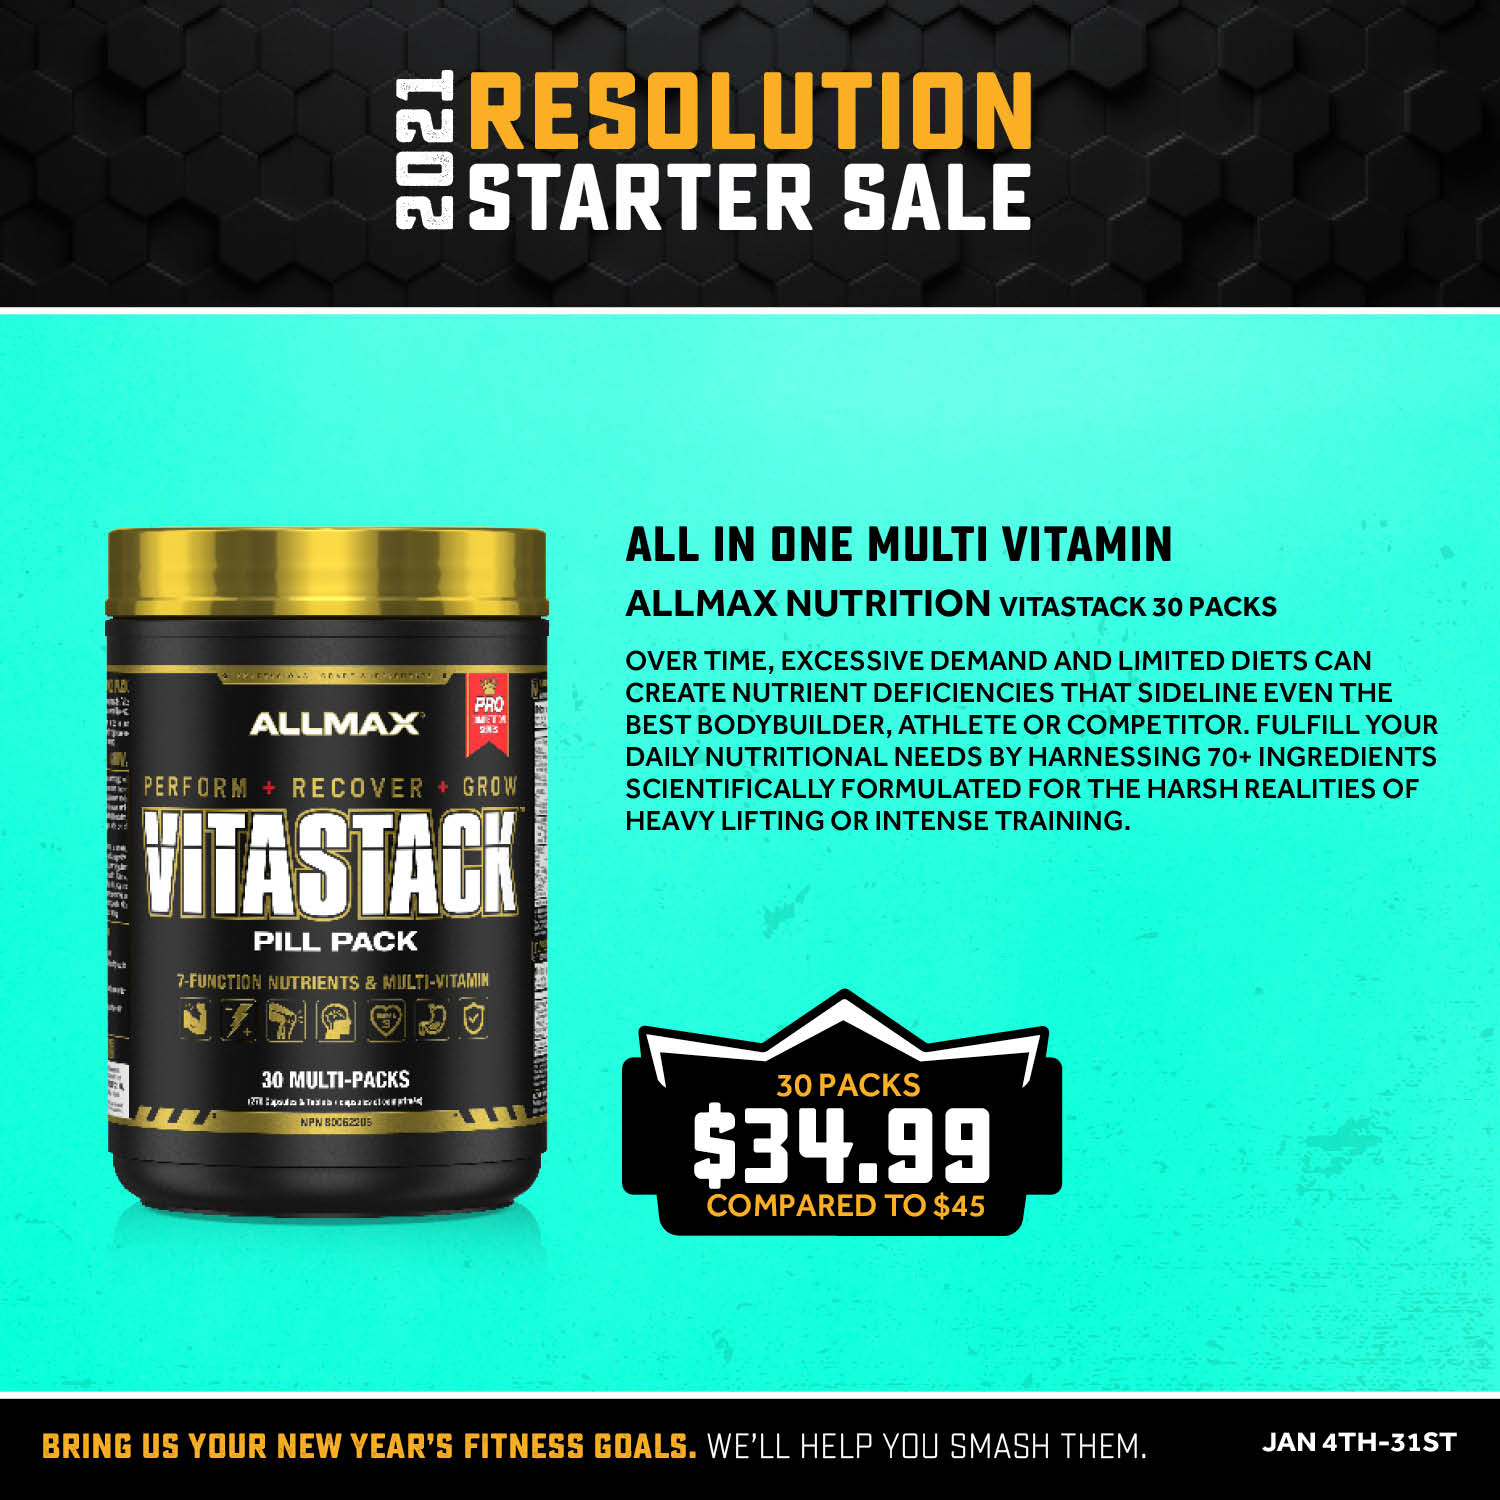 2021
RESOLUTION
STARTER SALE
ALL IN ONE MULTI VITAMIN
ALLMAX NUTRITION VITASTACK 30 PACKS
OVER TIME, EXCESSIVE DEMAND AND LIMITED DIETS CAN
CREATE NUTRIENT DEFICIENCIES THAT SIDELINE EVEN THE
BEST BODYBUILDER, ATHLETE OR COMPETITOR. FULFILL YOUR
DAILY NUTRITIONAL NEEDS BY HARNESSING 70+ INGREDIENTS
SCIENTIFICALLY FORMULATED FOR THE HARSH REALITIES OF
HEAVY LIFTING OR INTENSE TRAINING.
ALLMAX
PRO
SERIES
PERFORM + RECOVER + GROW
VITASTACK™
PILL PACK
7-FUNCTION NUTRIENTS & MULTI-VITAMIN
30 MULTI-PACKS
NPN 80062205
30 PACKS
$34.99
COMPARED TO $45
BRING US YOUR NEW YEAR'S FITNESS GOALS. WE'LL HELP YOU SMASH THEM.
JAN 4TH-31ST